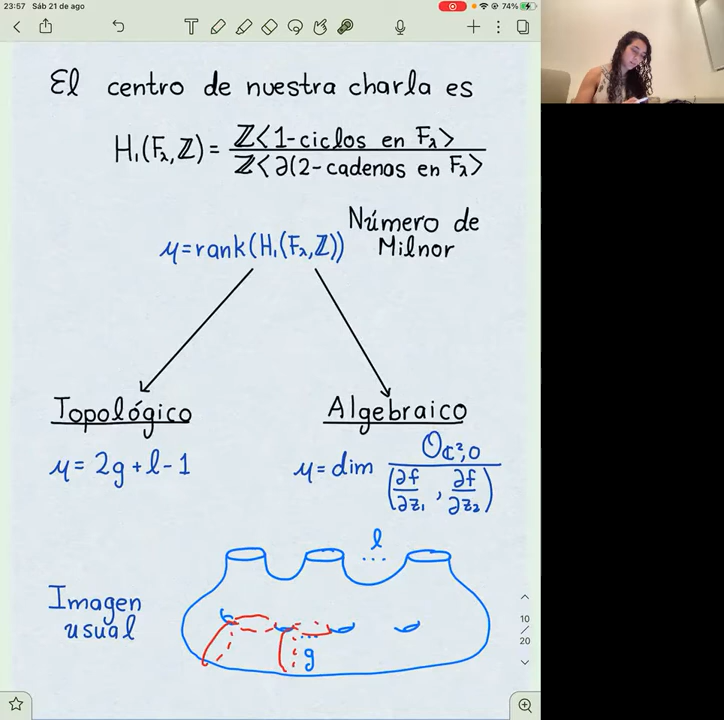 23:57 Sáb 21 de ago
74%
El centro de nuestra charla es
H₁(F_λ,ℤ) = ℤ<1-ciclos en F_λ>
ℤ<∂(2-cadenas en F_λ>
Número de
Milnor
μ=rank(H₁(F_λ,ℤ))
Topológico
Algebraico
μ= 2g+l-1
μ=dim O_ℂ²,0
(∂f/∂z₁, ∂f/∂z₂)
l
...
Imagen
usual
...
g
10
/
20